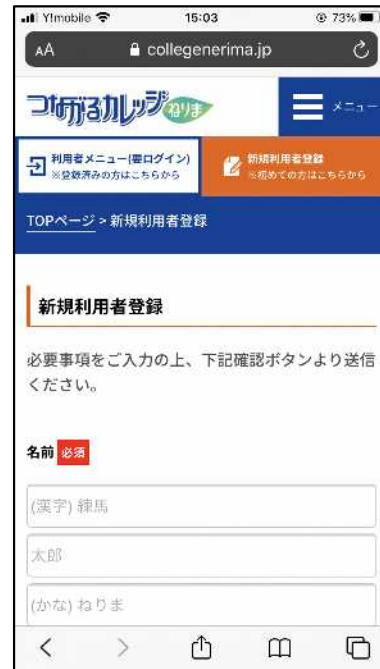 Y!mobile 15:03 73%
AA collegenerima.jp
つながるカレッジねりま
メニュー
利用者メニュー(要ログイン)
※登録済みの方はこちらから
新規利用者登録
※初めての方はこちらから
TOPページ > 新規利用者登録
新規利用者登録
必要事項をご入力の上、下記確認ボタンより送信
ください。
名前 必須
(漢字) 練馬
太郎
(かな) ねりま